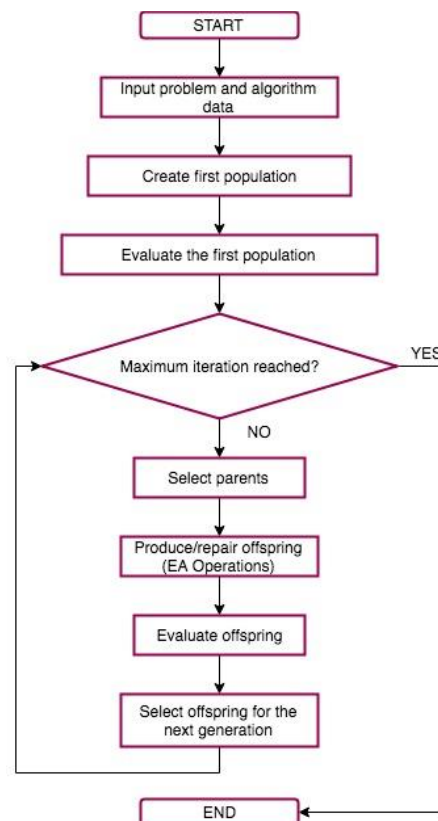 START
Input problem and algorithm
data
Create first population
Evaluate the first population
Maximum iteration reached?
YES
NO
Select parents
Produce/repair offspring
(EA Operations)
Evaluate offspring
Select offspring for the
next generation
END